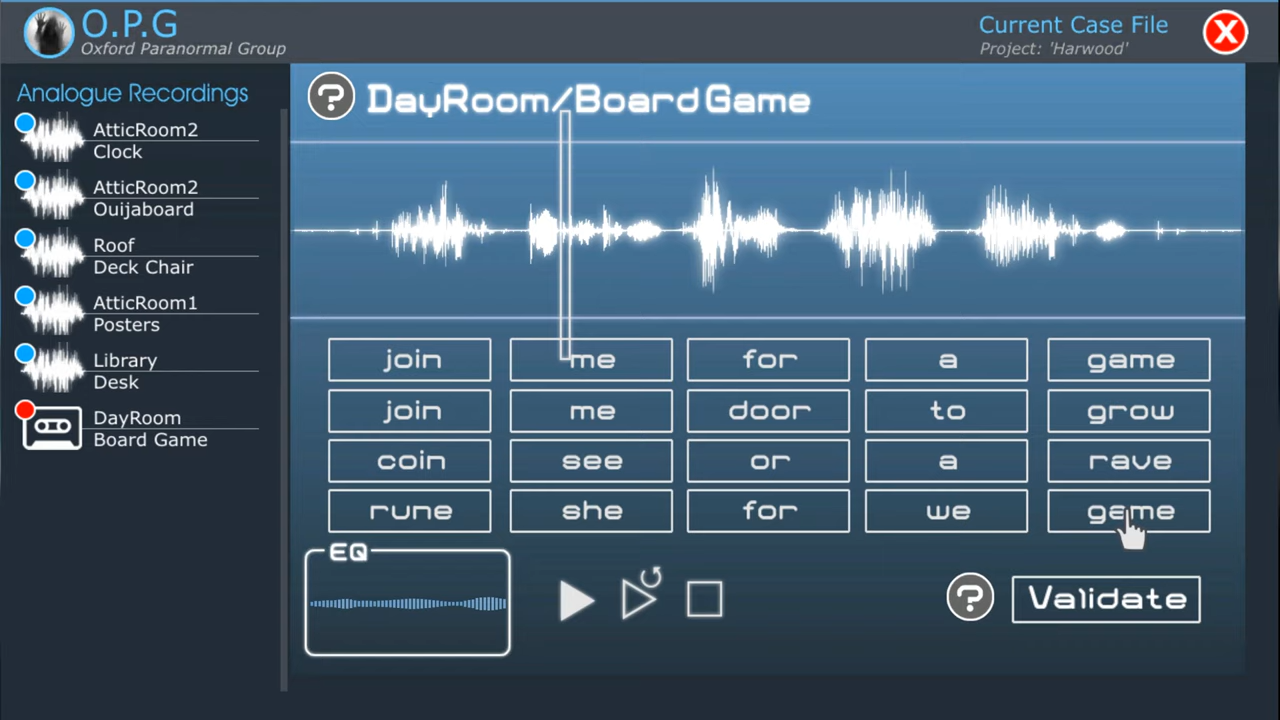 O.P.G
Oxford Paranormal Group
Current Case File
Project: 'Harwood'
X
Analogue Recordings
AtticRoom2
Clock
AtticRoom2
Ouijaboard
Roof
Deck Chair
AtticRoom1
Posters
Library
Desk
DayRoom
Board Game
? DayRoom/Board Game
join me for a game
join me door to grow
coin see or a rave
rune she for we game
EQ
? Validate